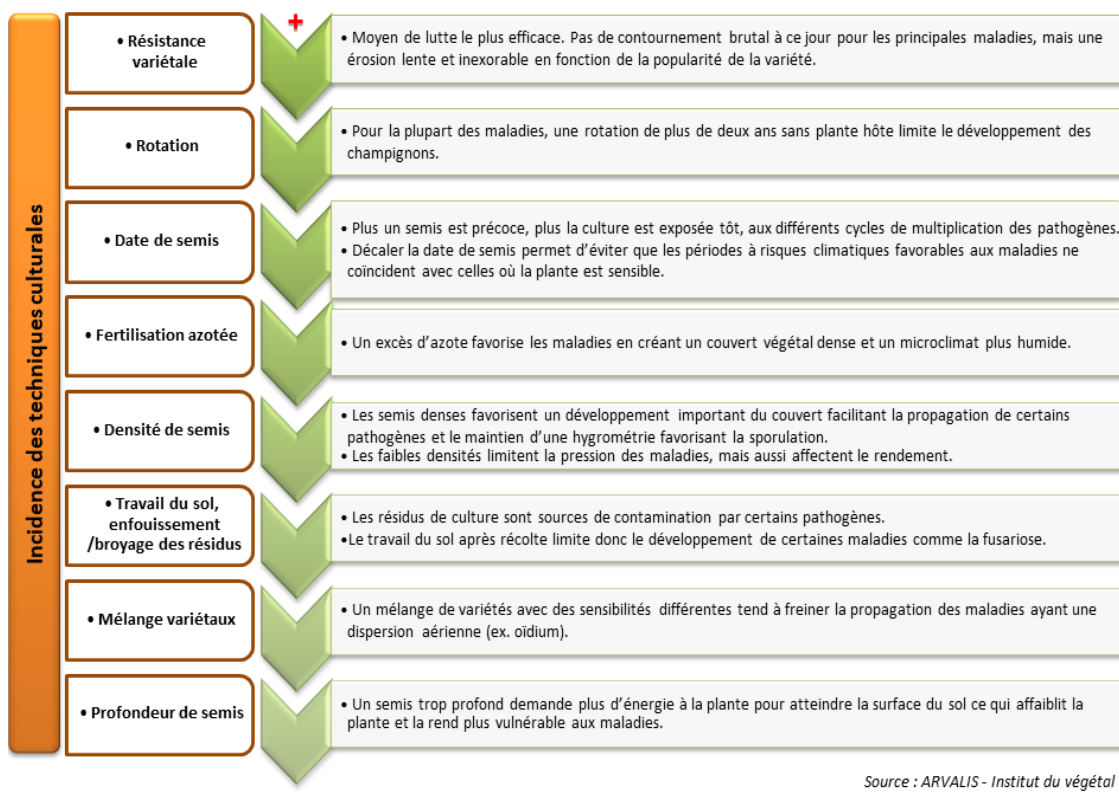 Incidence des techniques culturales
+
• Résistance
variétale
• Moyen de lutte le plus efficace. Pas de contournement brutal à ce jour pour les principales maladies, mais une
érosion lente et inexorable en fonction de la popularité de la variété.
• Rotation
• Pour la plupart des maladies, une rotation de plus de deux ans sans plante hôte limite le développement des
champignons.
• Date de semis
• Plus un semis est précoce, plus la culture est exposée tôt, aux différents cycles de multiplication des pathogènes.
• Décaler la date de semis permet d’éviter que les périodes à risques climatiques favorables aux maladies ne
coïncident avec celles où la plante est sensible.
• Fertilisation azotée
• Un excès d’azote favorise les maladies en créant un couvert végétal dense et un microclimat plus humide.
• Densité de semis
• Les semis denses favorisent un développement important du couvert facilitant la propagation de certains
pathogènes et le maintien d’une hygrométrie favorisant la sporulation.
• Les faibles densités limitent la pression des maladies, mais aussi affectent le rendement.
• Travail du sol,
enfouissement
/broyage des résidus
• Les résidus de culture sont sources de contamination par certains pathogènes.
•Le travail du sol après récolte limite donc le développement de certaines maladies comme la fusariose.
• Mélange variétaux
• Un mélange de variétés avec des sensibilités différentes tend à freiner la propagation des maladies ayant une
dispersion aérienne (ex. oïdium).
• Profondeur de semis
• Un semis trop profond demande plus d’énergie à la plante pour atteindre la surface du sol ce qui affaiblit la
plante et la rend plus vulnérable aux maladies.
Source : ARVALIS - Institut du végétal